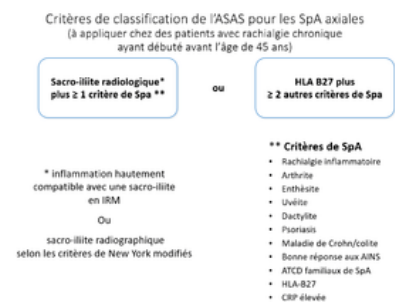 Critères de classification de l'ASAS pour les SpA axiales
(à appliquer chez des patients avec rachialgie chronique
ayant débuté avant l'âge de 45 ans)
Sacro-iliite radiologique*
plus ≥ 1 critère de Spa **
ou
HLA B27 plus
≥ 2 autres critères de Spa
* inflammation hautement
compatible avec une sacro-iliite
en IRM
Ou
sacro-iliite radiographique
selon les critères de New York modifiés
** Critères de SpA
• Rachialgie inflammatoire
• Arthrite
• Enthésite
• Uvéite
• Dactylite
• Psoriasis
• Maladie de Crohn/colite
• Bonne réponse aux AINS
• ATCD familiaux de SpA
• HLA-B27
• CRP élevée